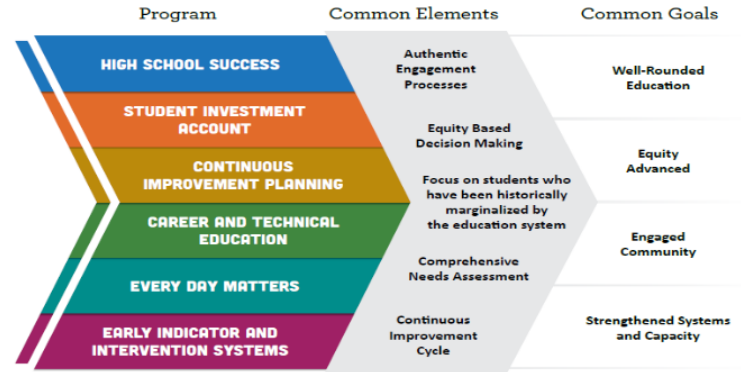 Program
Common Elements
Common Goals
HIGH SCHOOL SUCCESS
STUDENT INVESTMENT
ACCOUNT
CONTINUOUS
IMPROVEMENT PLANNING
CAREER AND TECHNICAL
EDUCATION
EVERY DAY MATTERS
EARLY INDICATOR AND
INTERVENTION SYSTEMS
Authentic
Engagement
Processes
Equity Based
Decision Making
Focus on students who
have been historically
marginalized by
the education system
Comprehensive
Needs Assessment
Continuous
Improvement
Cycle
Well-Rounded
Education
Equity
Advanced
Engaged
Community
Strengthened Systems
and Capacity